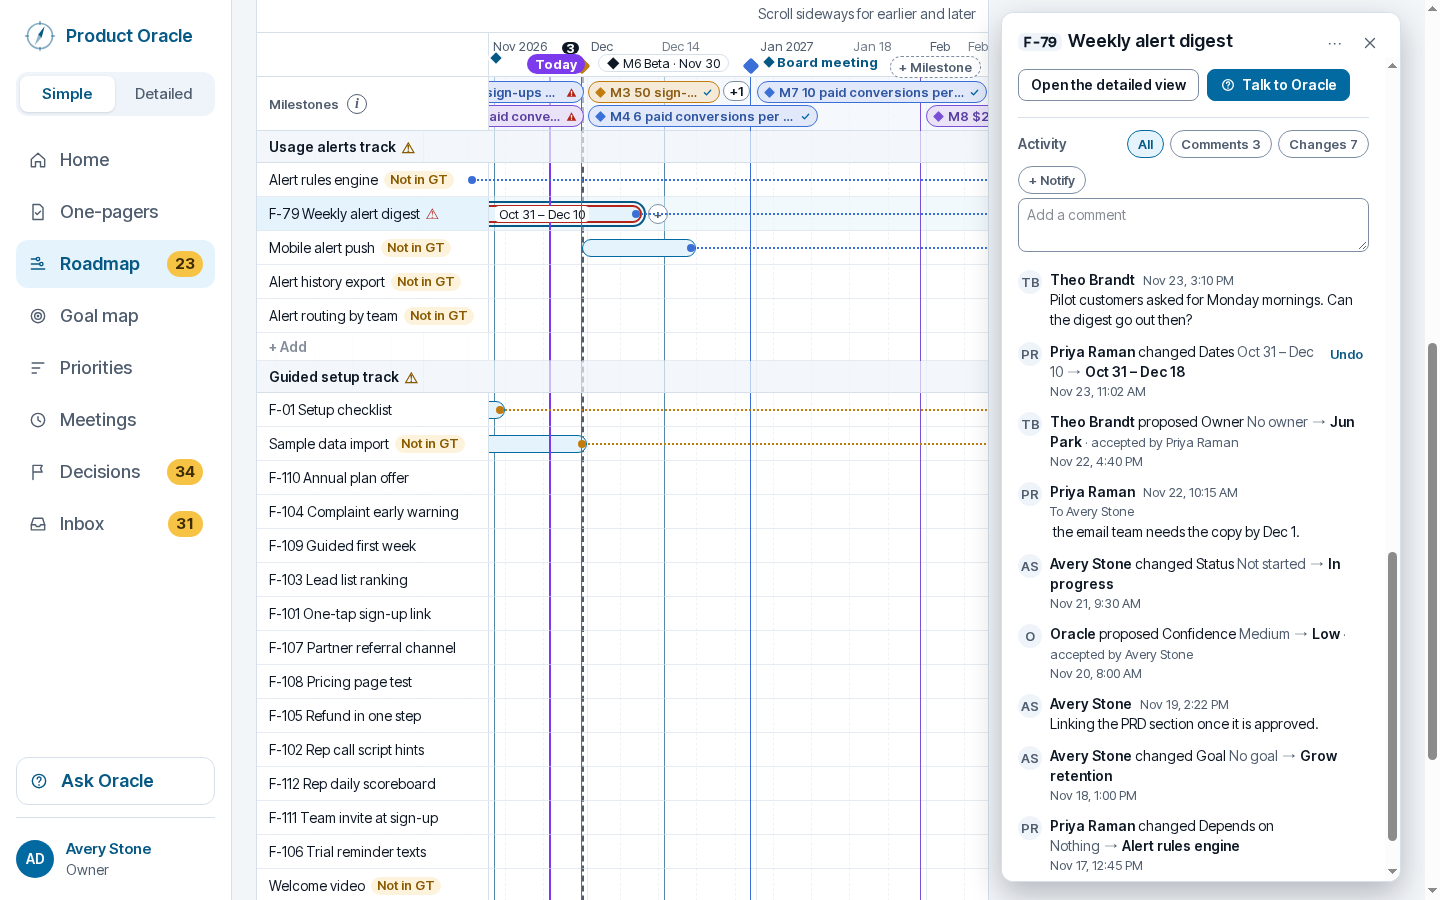 Product Oracle
Simple
Detailed
Home
One-pagers
Roadmap
23
Goal map
Priorities
Meetings
Decisions
34
Inbox
31
Ask Oracle
AD
Avery Stone
Owner
Scroll sideways for earlier and later
Nov 2026
3
Dec
Dec 14
Jan 2027
Jan 18
Feb
Feb
Today
M6 Beta · Nov 30
Board meeting
+ Milestone
Milestones
i
sign-ups ...
M3 50 sign-...
+1
M7 10 paid conversions per...
aid conve...
M4 6 paid conversions per ...
M8 $2
Usage alerts track
Alert rules engine
Not in GT
F-79 Weekly alert digest
Oct 31 – Dec 10
Mobile alert push
Not in GT
Alert history export
Not in GT
Alert routing by team
Not in GT
+ Add
Guided setup track
F-01 Setup checklist
Sample data import
Not in GT
F-110 Annual plan offer
F-104 Complaint early warning
F-109 Guided first week
F-103 Lead list ranking
F-101 One-tap sign-up link
F-107 Partner referral channel
F-108 Pricing page test
F-105 Refund in one step
F-102 Rep call script hints
F-112 Rep daily scoreboard
F-111 Team invite at sign-up
F-106 Trial reminder texts
Welcome video
Not in GT
F-79 Weekly alert digest
Open the detailed view
Talk to Oracle
Activity
All
Comments 3
Changes 7
+ Notify
Add a comment
TB
Theo Brandt Nov 23, 3:10 PM
Pilot customers asked for Monday mornings. Can
the digest go out then?
PR
Priya Raman changed Dates Oct 31 – Dec
10 → Oct 31 – Dec 18
Undo
Nov 23, 11:02 AM
TB
Theo Brandt proposed Owner No owner → Jun
Park · accepted by Priya Raman
Nov 22, 4:40 PM
PR
Priya Raman Nov 22, 10:15 AM
To Avery Stone
the email team needs the copy by Dec 1.
AS
Avery Stone changed Status Not started → In
progress
Nov 21, 9:30 AM
O
Oracle proposed Confidence Medium → Low ·
accepted by Avery Stone
Nov 20, 8:00 AM
AS
Avery Stone Nov 19, 2:22 PM
Linking the PRD section once it is approved.
AS
Avery Stone changed Goal No goal → Grow
retention
Nov 18, 1:00 PM
PR
Priya Raman changed Depends on
Nothing → Alert rules engine
Nov 17, 12:45 PM